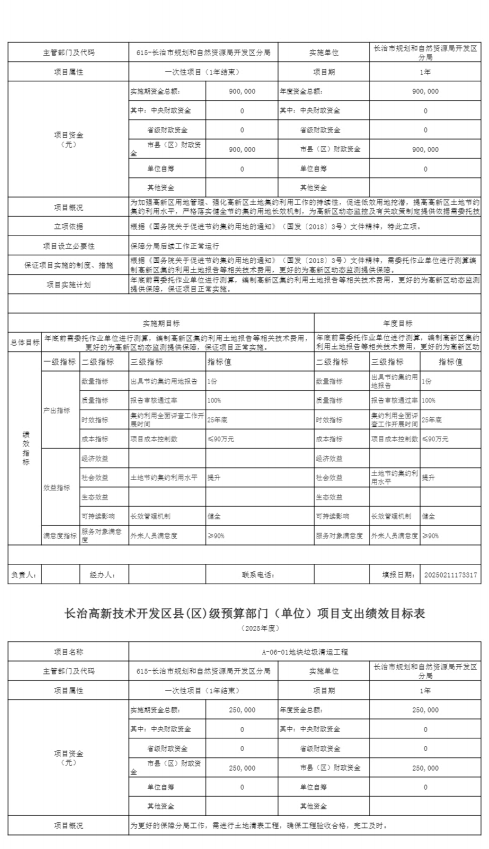 主管部门及代码 615-长治市规划和自然资源局开发区分局 实施单位 长治市规划和自然资源局开发区分局
项目属性 一次性项目（1年结束） 项目期 1年
项目资金（元） 实施期资金总额： 900,000 年度资金总额： 900,000
其中：中央财政资金 0 其中：中央财政资金 0
省级财政资金 0 省级财政资金 0
市县（区）财政资金 900,000 市县（区）财政资金 900,000
单位自筹 0 单位自筹 0
其他资金 其他资金
项目概况 为加强高新区用地管理、强化高新区土地集约利用工作的持续性，促进低效用地挖潜，提高高新区土地节约集约利用水平，严格落实健全节约集约用地长效机制，为高新区动态监控及有关政策制定提供依据需委托技
立项依据 根据《国务院关于促进节约集约用地的通知》（国发〔2018〕3号）文件精神，特此立项。
项目设立必要性 保障分局后续工作正常运行
保证项目实施的制度、措施 根据《国务院关于促进节约集约用地的通知》（国发〔2018〕3号）文件精神，需委托作业单位进行测算编制高新区集约利用土地报告等相关技术费用，更好的为高新区动态监测提供保障。
项目实施计划 年底前需委托作业单位进行测算，编制高新区集约利用土地报告等相关技术费用，更好的为高新区动态监测提供保障，保证项目正常实施。
实施期目标 年度目标
总体目标 年底前需委托作业单位进行测算，编制高新区集约利用土地报告等相关技术费用，更好的为高新区动态监测提供保障，保证项目正常实施。 年底前需委托作业单位进行测算，编制高新区集约利用土地报告等相关技术费用，更好的为高新区动
绩效指标 一级指标 二级指标 三级指标 指标值 二级指标 三级指标 指标值
产出指标 数量指标 出具节约集约用地报告 1份 数量指标 出具节约集约用地报告 1份
质量指标 报告审核通过率 100% 质量指标 报告审核通过率 100%
时效指标 集约利用全面评查工作开展时间 25年底 时效指标 集约利用全面评查工作开展时间 25年底
成本指标 项目成本控制数 ≤90万元 成本指标 项目成本控制数 ≤90万元
效益指标 经济效益 经济效益
社会效益 土地节约集约利用水平 提升 社会效益 土地节约集约利用水平 提升
生态效益 生态效益
可持续影响 长效管理机制 健全 可持续影响 长效管理机制 健全
满意度指标 服务对象满意度 外来人员满意度 ≥90% 服务对象满意度 外来人员满意度 ≥90%
负责人： 经办人： 联系电话： 填报日期： 20250211173317
长治高新技术开发区县(区)级预算部门（单位）项目支出绩效目标表
（2025年度）
项目名称 A-06-01地块垃圾清运工程
主管部门及代码 615-长治市规划和自然资源局开发区分局 实施单位 长治市规划和自然资源局开发区分局
项目属性 一次性项目（1年结束） 项目期 1年
项目资金（元） 实施期资金总额： 250,000 年度资金总额： 250,000
其中：中央财政资金 0 其中：中央财政资金 0
省级财政资金 0 省级财政资金 0
市县（区）财政资金 250,000 市县（区）财政资金 250,000
单位自筹 0 单位自筹 0
其他资金 其他资金
项目概况 为更好的保障分局工作，需进行土地清表工程，确保工程验收合格，完工及时。